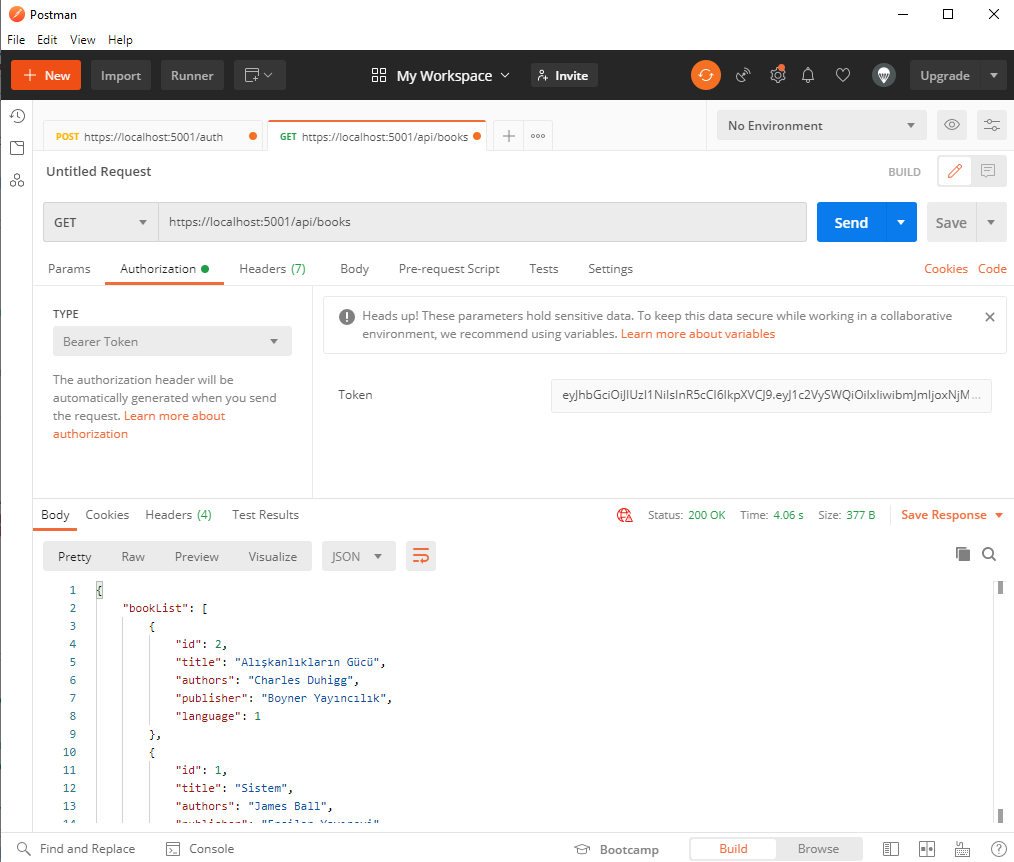 Postman
File Edit View Help
New Import Runner My Workspace Invite Upgrade
POST https://localhost:5001/auth GET https://localhost:5001/api/books No Environment
Untitled Request BUILD
GET https://localhost:5001/api/books Send Save
Params Authorization Headers (7) Body Pre-request Script Tests Settings Cookies Code
TYPE
Bearer Token
The authorization header will be
automatically generated when you send
the request. Learn more about
authorization
Heads up! These parameters hold sensitive data. To keep this data secure while working in a collaborative
environment, we recommend using variables. Learn more about variables
Token
Body Cookies Headers (4) Test Results Status: 200 OK Time: 4.06 s Size: 377 B Save Response
Pretty Raw Preview Visualize JSON
1 {
2 "bookList": [
3 {
4 "id": 2,
5 "title": "Alışkanlıkların Gücü",
6 "authors": "Charles Duhigg",
7 "publisher": "Boyner Yayıncılık",
8 "language": 1
9 },
10 {
11 "id": 1,
12 "title": "Sistem",
13 "authors": "James Ball",
Find and Replace Console Bootcamp Build Browse